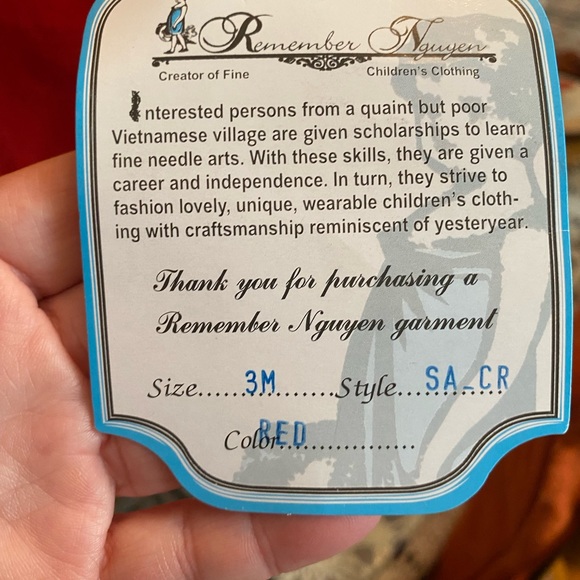 Remember Nguyen
Creator of Fine Children's Clothing
Interested persons from a quaint but poor
Vietnamese village are given scholarships to learn
fine needle arts. With these skills, they are given a
career and independence. In turn, they strive to
fashion lovely, unique, wearable children's cloth-
ing with craftsmanship reminiscent of yesteryear.
Thank you for purchasing a
Remember Nguyen garment
Size......3M.........Style...SA_CR
Color RED...............